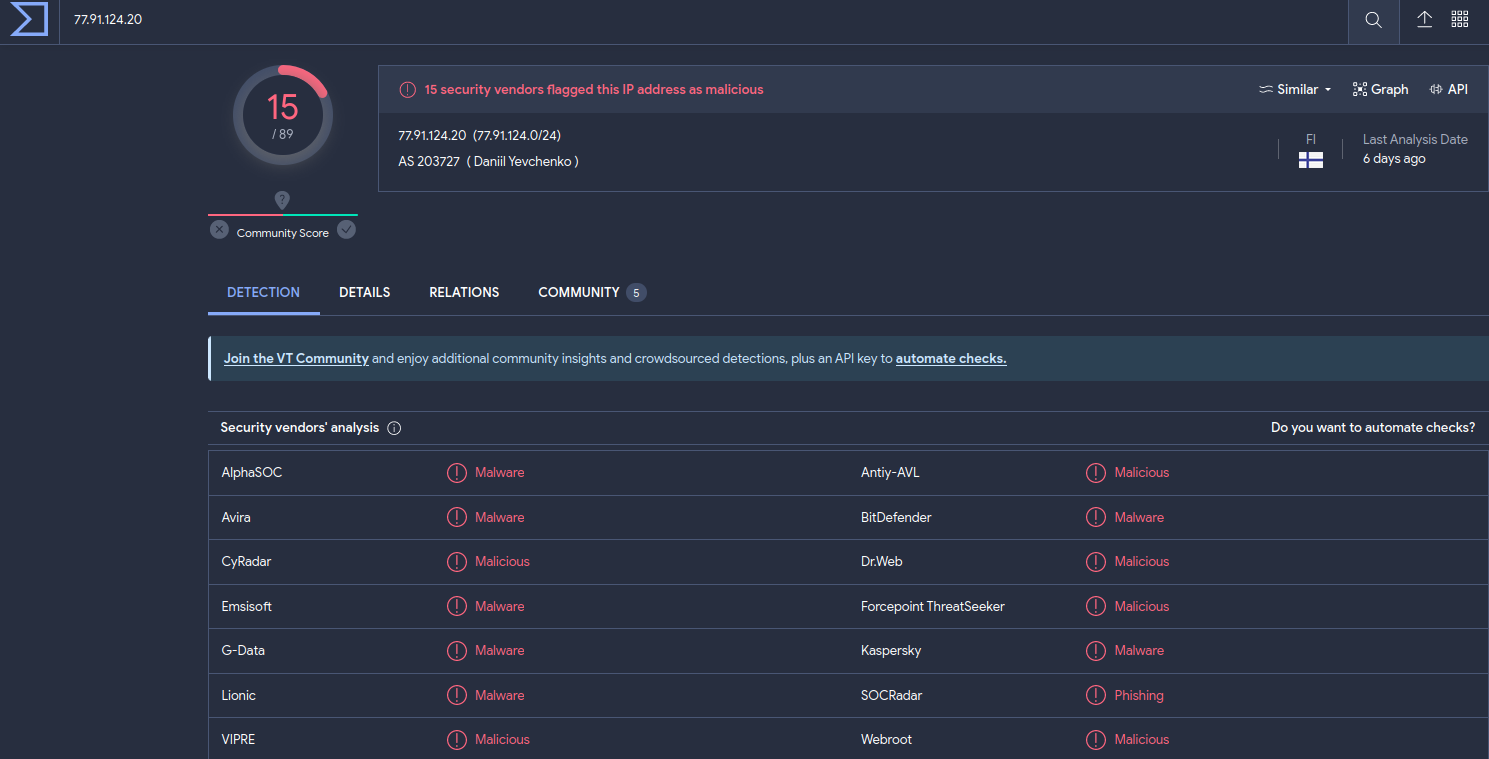 77.91.124.20
15
/ 89
15 security vendors flagged this IP address as malicious
Similar
Graph
API
77.91.124.20 (77.91.124.0/24)
AS 203727 ( Daniil Yevchenko )
FI
Last Analysis Date
6 days ago
?
Community Score
DETECTION DETAILS RELATIONS COMMUNITY 5
Join the VT Community and enjoy additional community insights and crowdsourced detections, plus an API key to automate checks.
Security vendors' analysis Do you want to automate checks?
AlphaSOC Malware Antiy-AVL Malicious
Avira Malware BitDefender Malware
CyRadar Malicious Dr.Web Malicious
Emsisoft Malware Forcepoint ThreatSeeker Malicious
G-Data Malware Kaspersky Malware
Lionic Malware SOCRadar Phishing
VIPRE Malicious Webroot Malicious